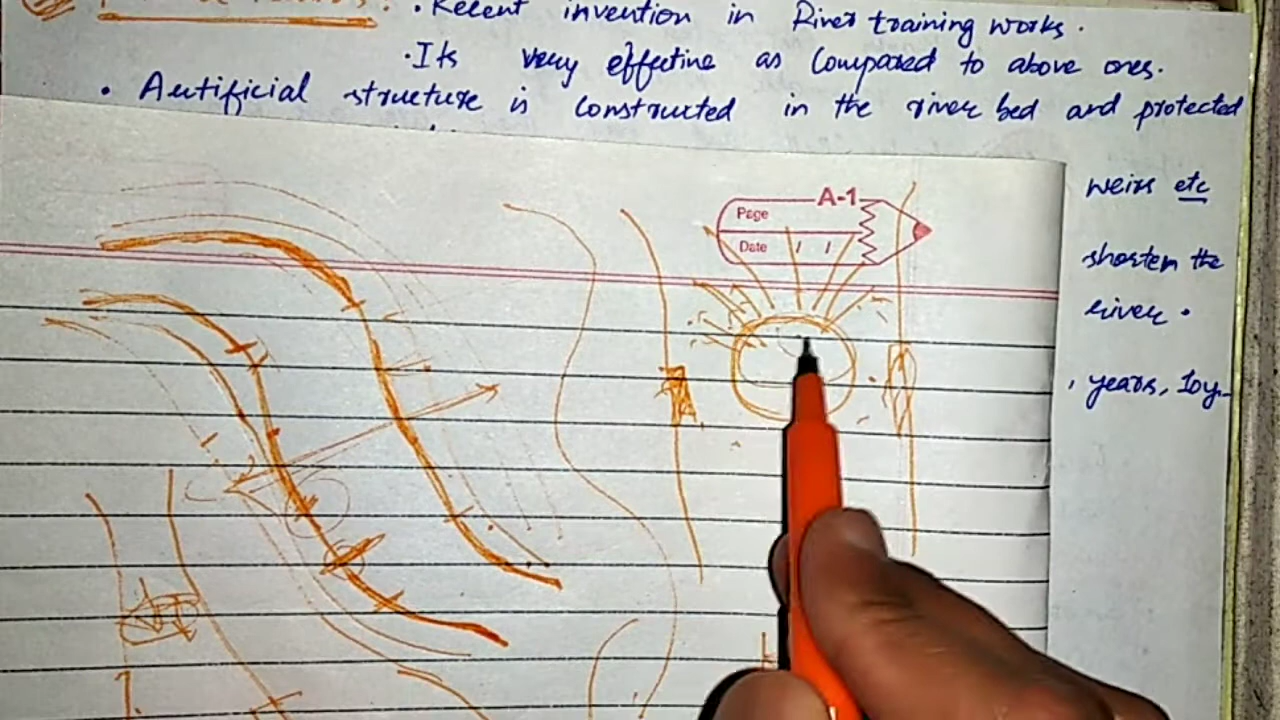 • Recent invention in River training works.
• Its very effective as compared to above ones.
• Artificial structure is constructed in the river bed and protected
weirs etc
A-1
Page
Date / /
shorten the
river.
, years, 10y